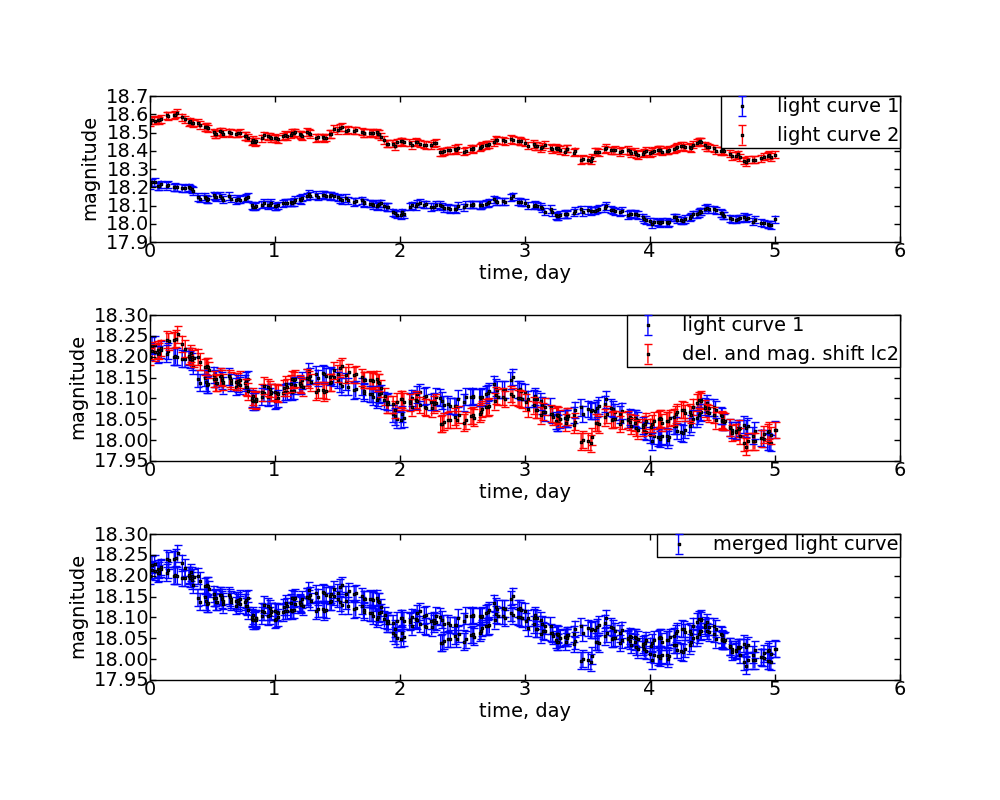 18.7
18.6
18.5
18.4
18.3
18.2
18.1
18.0
17.9
magnitude
light curve 1
light curve 2
0 1 2 3 4 5 6
time, day
18.30
18.25
18.20
18.15
18.10
18.05
18.00
17.95
magnitude
light curve 1
del. and mag. shift lc2
0 1 2 3 4 5 6
time, day
18.30
18.25
18.20
18.15
18.10
18.05
18.00
17.95
magnitude
merged light curve
0 1 2 3 4 5 6
time, day